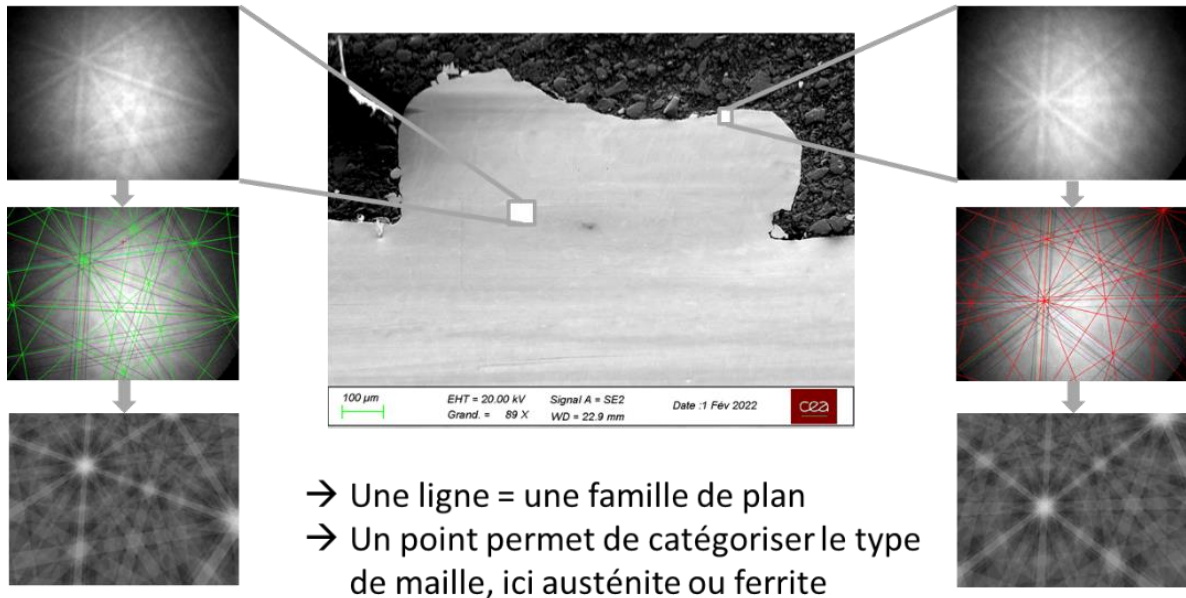 100 µm
EHT = 20.00 kV
Signal A = SE2
Date :1 Fév 2022
cea
Grand. = 89 X
WD = 22.9 mm
→ Une ligne = une famille de plan
→ Un point permet de catégoriser le type
de maille, ici austénite ou ferrite